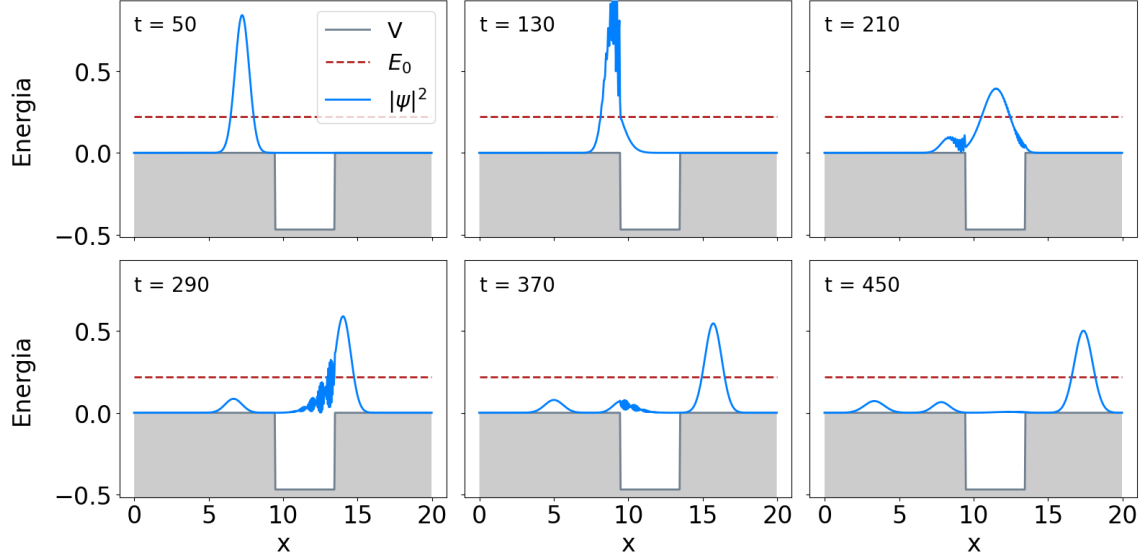 t = 50
V
E₀
|ψ|²
t = 130
t = 210
Energia
0.5
0.0
−0.5
t = 290
t = 370
t = 450
Energia
0.5
0.0
−0.5
0 5 10 15 20
0 5 10 15 20
0 5 10 15 20
x
x
x